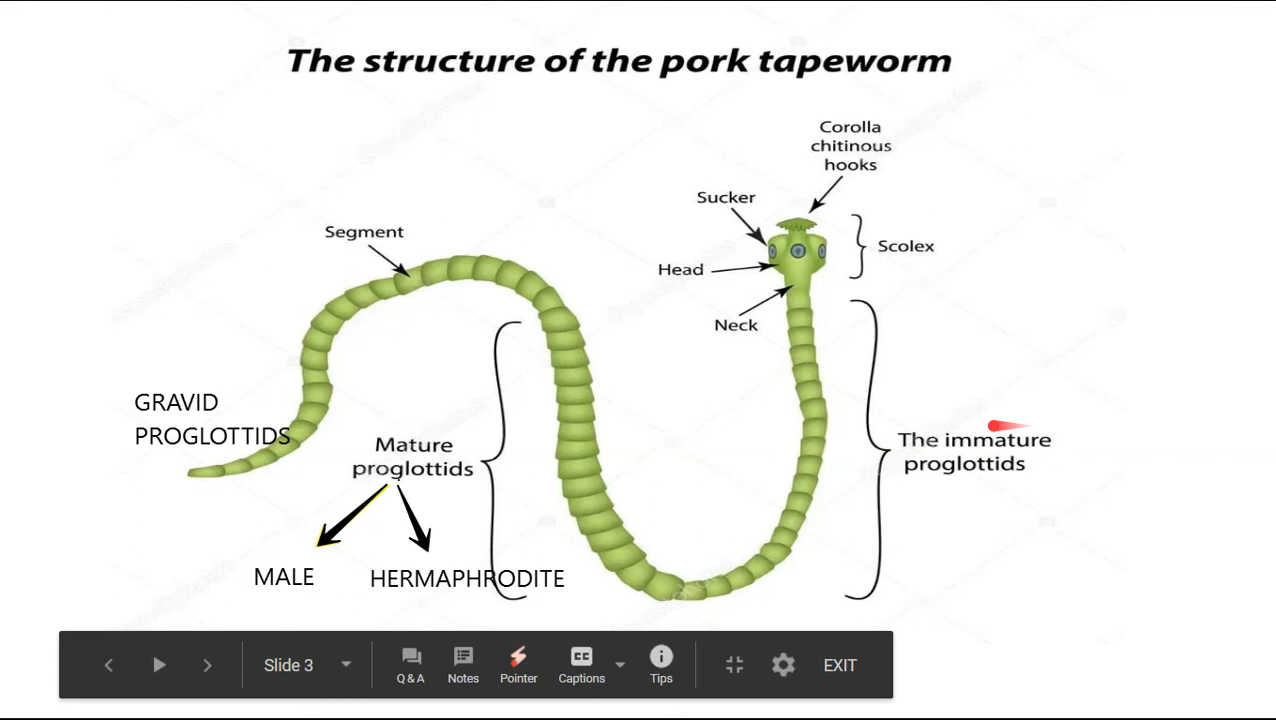 The structure of the pork tapeworm
Corolla
chitinous
hooks
Sucker
Segment
Scolex
Head
Neck
GRAVID
PROGLOTTIDS
Mature
proglottids
The immature
proglottids
MALE
HERMAPHRODITE
Slide 3
Q & A
Notes
Pointer
CC
Captions
Tips
EXIT